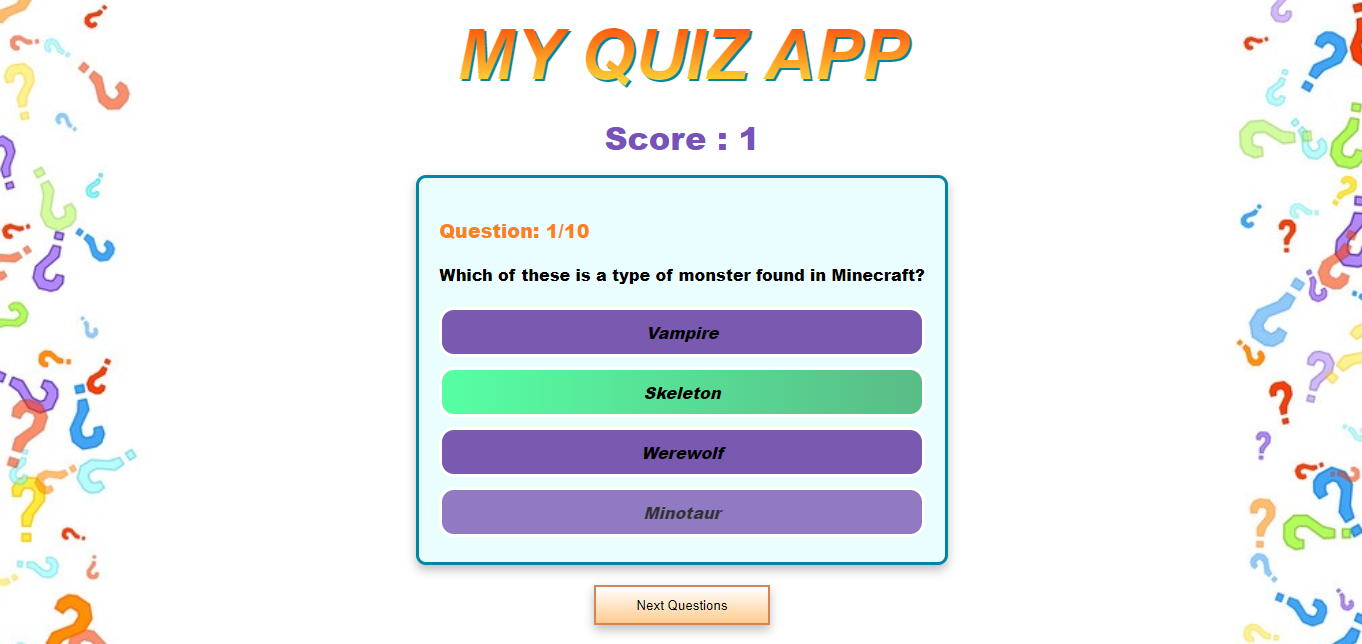 MY QUIZ APP
Score : 1
Question: 1/10
Which of these is a type of monster found in Minecraft?
Vampire
Skeleton
Werewolf
Minotaur
Next Questions